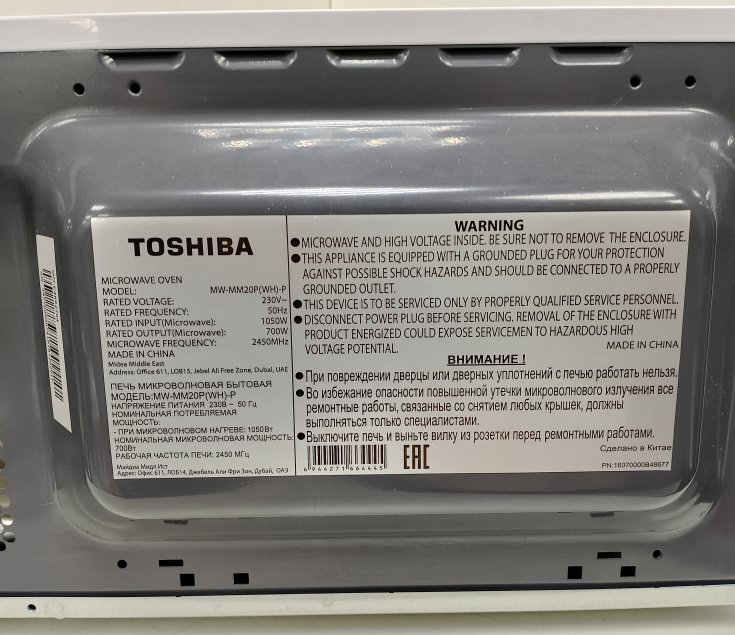 TOSHIBA
MICROWAVE OVEN
MODEL: MW-MM20P(WH)-P
RATED VOLTAGE: 230V~
RATED FREQUENCY: 50Hz
RATED INPUT(Microwave): 1050W
RATED OUTPUT(Microwave): 700W
MICROWAVE FREQUENCY: 2450MHz
MADE IN CHINA
Midea Middle East
Address: Office 611, LOB15, Jebel Ali Free Zone, Dubal, UAE
ПЕЧЬ МИКРОВОЛНОВАЯ БЫТОВАЯ
МОДЕЛЬ:MW-MM20P(WH)-P
НАПРЯЖЕНИЕ ПИТАНИЯ 230В~ 50 Гц
НОМИНАЛЬНАЯ ПОТРЕБЛЯЕМАЯ
МОЩНОСТЬ:
- ПРИ МИКРОВОЛНОВОМ НАГРЕВЕ: 1050Вт
НОМИНАЛЬНАЯ МИКРОВОЛНОВАЯ МОЩНОСТЬ:
700Вт
РАБОЧАЯ ЧАСТОТА ПЕЧИ: 2450 МГц
Майдиа Мидл Ист
Адрес: Офис 611, ЛОБ14, Джебель Али Фри Зон, Дубай, ОАЭ
WARNING
●MICROWAVE AND HIGH VOLTAGE INSIDE. BE SURE NOT TO REMOVE THE ENCLOSURE.
●THIS APPLIANCE IS EQUIPPED WITH A GROUNDED PLUG FOR YOUR PROTECTION
AGAINST POSSIBLE SHOCK HAZARDS AND SHOULD BE CONNECTED TO A PROPERLY
GROUNDED OUTLET.
●THIS DEVICE IS TO BE SERVICED ONLY BY PROPERLY QUALIFIED SERVICE PERSONNEL.
●DISCONNECT POWER PLUG BEFORE SERVICING. REMOVAL OF THE ENCLOSURE WITH
PRODUCT ENERGIZED COULD EXPOSE SERVICEMEN TO HAZARDOUS HIGH
VOLTAGE POTENTIAL. MADE IN CHINA
ВНИМАНИЕ !
●При повреждении дверцы или дверных уплотнений с печью работать нельзя.
●Во избежание опасности повышенной утечки микроволнового излучения все
ремонтные работы, связанные со снятием любых крышек, должны
выполняться только специалистами.
●Выключите печь и выньте вилку из розетки перед ремонтными работами.
6 944271 664445 EAC Сделано в Китае
PN:16070000B48677